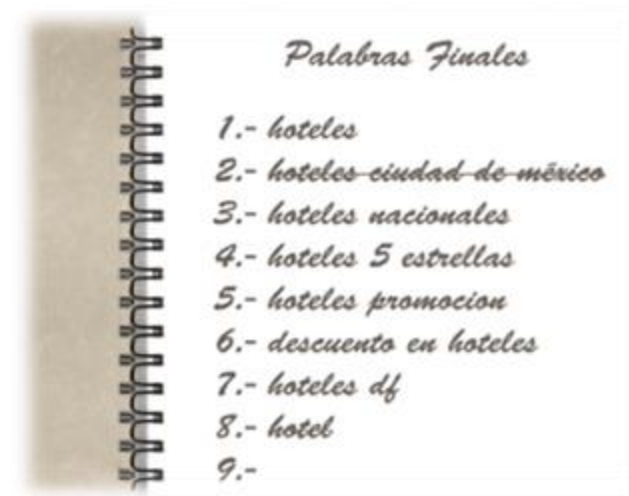 Palabras Finales
1.- hoteles
2.- hoteles ciudad de méxico
3.- hoteles nacionales
4.- hoteles 5 estrellas
5.- hoteles promocion
6.- descuento en hoteles
7.- hoteles df
8.- hotel
9.-